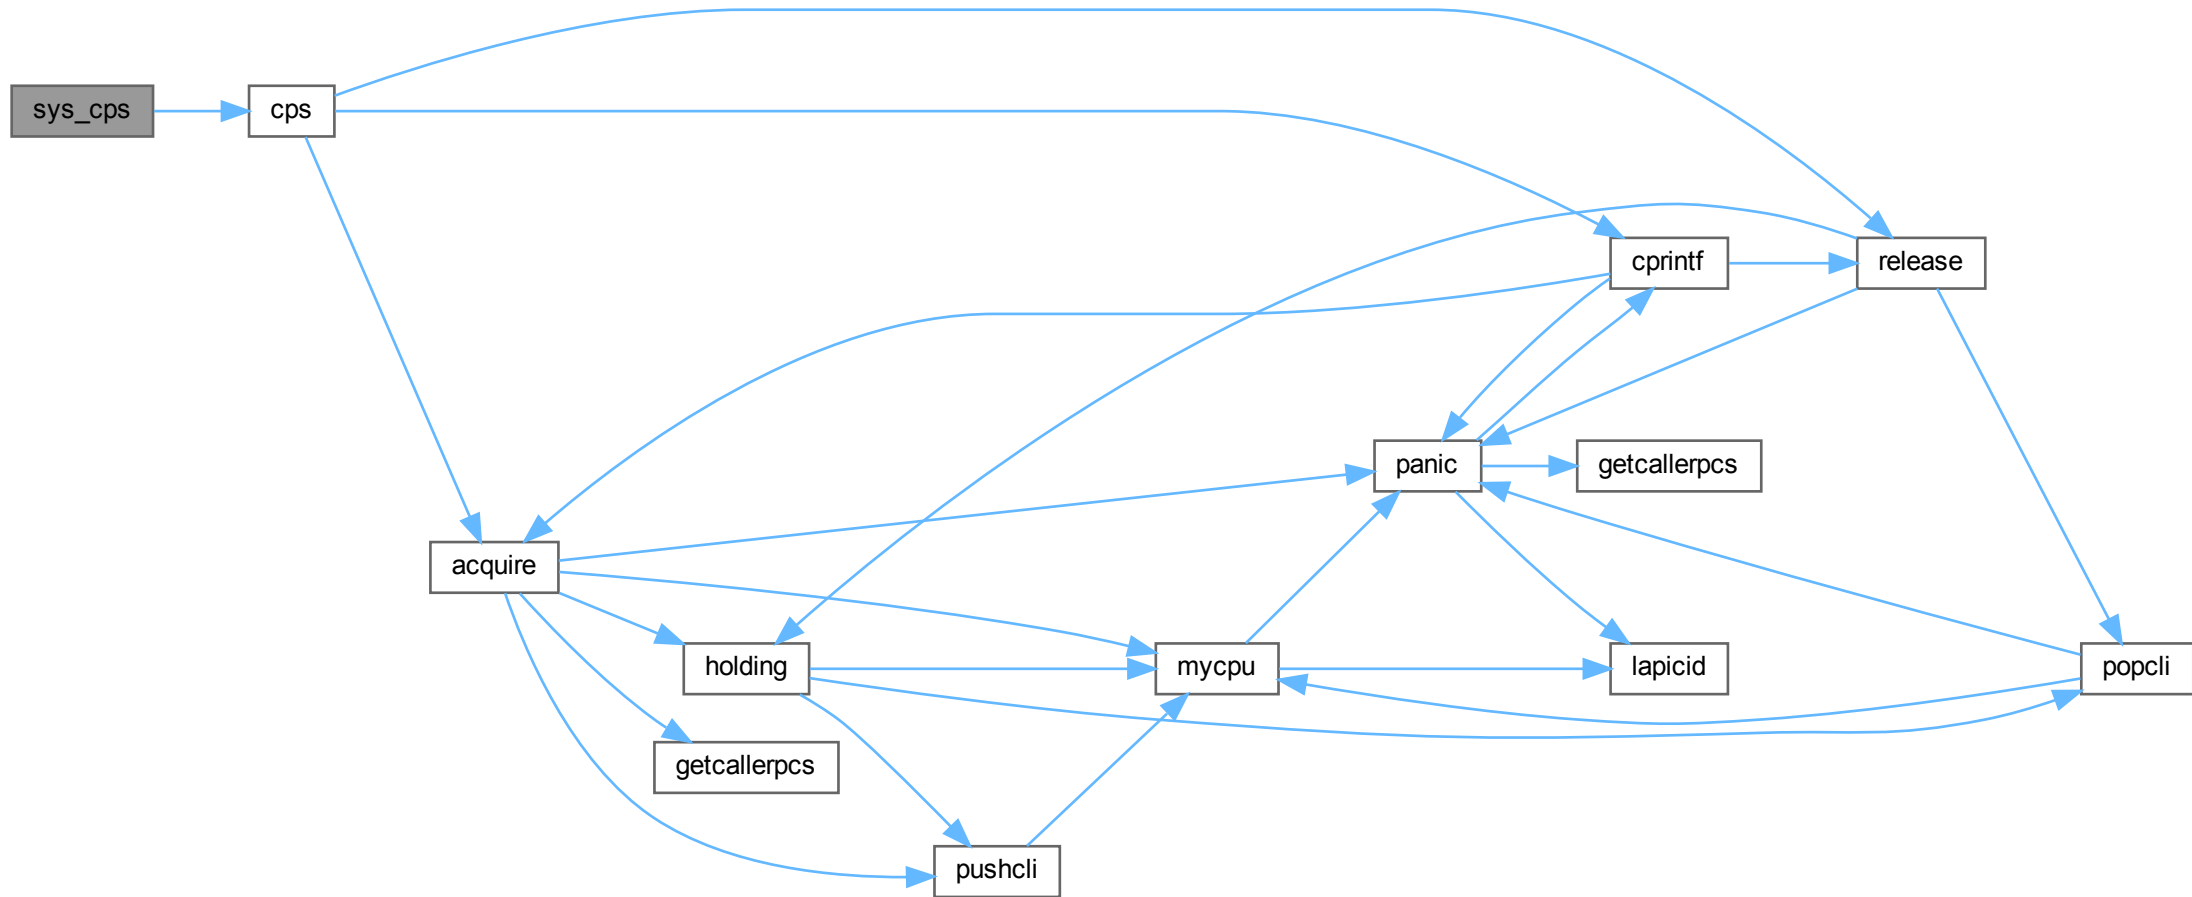 sys_cps
cps
cprintf
release
panic
getcallerpcs
acquire
holding
mycpu
lapicid
popcli
getcallerpcs
pushcli